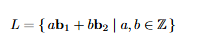 L = { ab₁ + bb₂ | a, b ∈ ℤ }